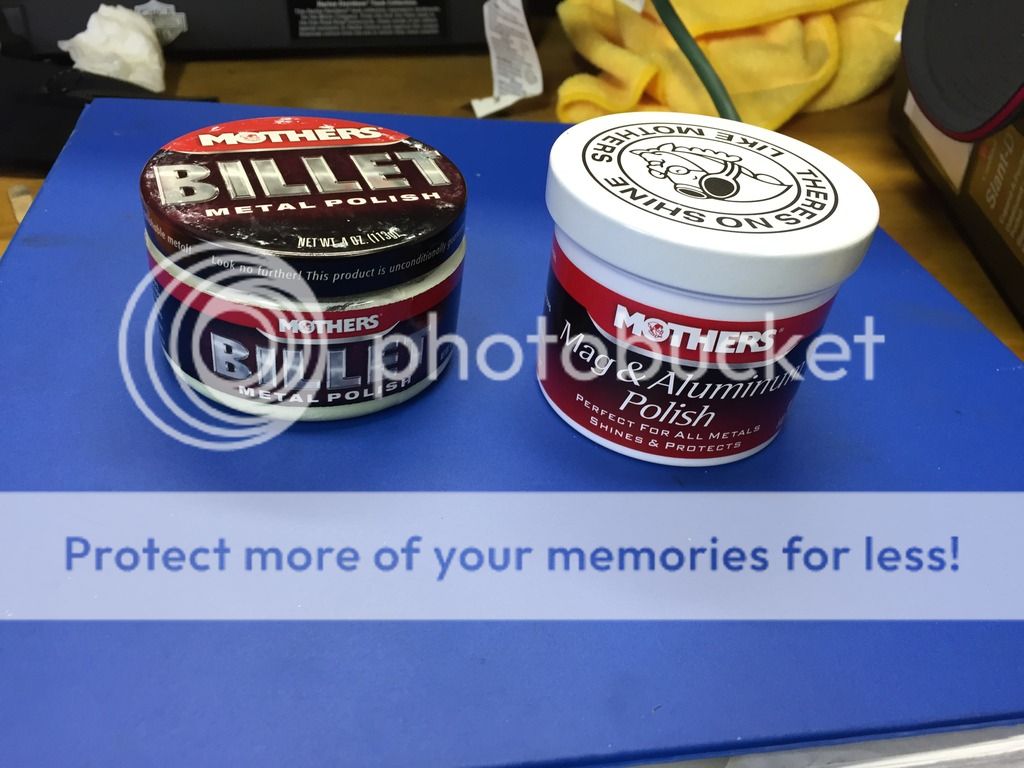 MOTHERS
BILLET
METAL POLISH
NET WT. 4 OZ. (113g)
Look no further! This product is unconditionally
MOTHERS
BILLET
METAL POLISH
THERES NO SHINE
LIKE MOTHERS
MOTHERS
Mag & Aluminum
Polish
PERFECT FOR ALL METALS
SHINES & PROTECTS
photobucket
Protect more of your memories for less!